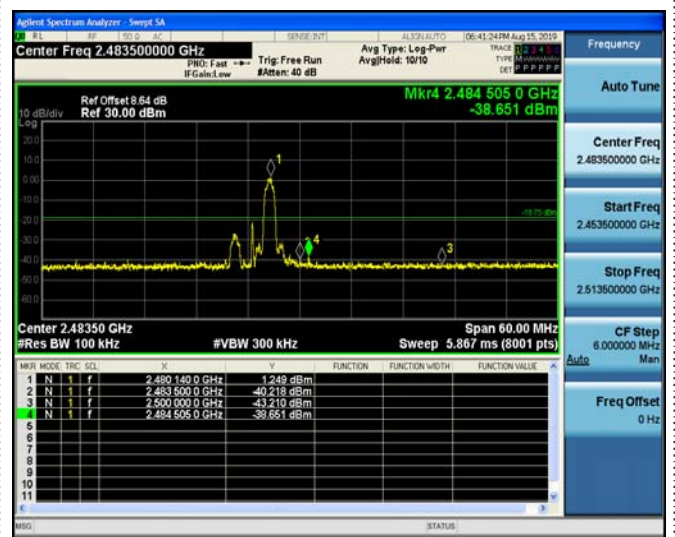 Agilent Spectrum Analyzer - Swept SA
RL RF 50 Ω AC SENSE:INT ALIGN AUTO 06:41:24 PM Aug 15, 2019
Center Freq 2.483500000 GHz
PNO: Fast
IFGain:Low
Trig: Free Run
#Atten: 40 dB
Avg Type: Log-Pwr
Avg|Hold: 10/10
TRACE 1 2 3 4 5 6
TYPE
DET P P P P P P
Ref Offset 8.64 dB
10 dB/div Ref 30.00 dBm
Log
Mkr4 2.484 505 0 GHz
-38.651 dBm
20.0
10.0
0.00
-10.0
-20.0
-30.0
-40.0
-50.0
-60.0
1
4
3
-18.75 dBm
Center 2.48350 GHz Span 60.00 MHz
#Res BW 100 kHz #VBW 300 kHz Sweep 5.867 ms (8001 pts)
MKR MODE TRC SCL X Y FUNCTION FUNCTION WIDTH FUNCTION VALUE
1 N 1 f 2.480 140 0 GHz 1.249 dBm
2 N 1 f 2.483 500 0 GHz -40.218 dBm
3 N 1 f 2.500 000 0 GHz -43.210 dBm
4 N 1 f 2.484 505 0 GHz -38.651 dBm
5
6
7
8
9
10
11
MSG STATUS
Frequency
Auto Tune
Center Freq
2.483500000 GHz
Start Freq
2.453500000 GHz
Stop Freq
2.513500000 GHz
CF Step
6.000000 MHz
Auto Man
Freq Offset
0 Hz